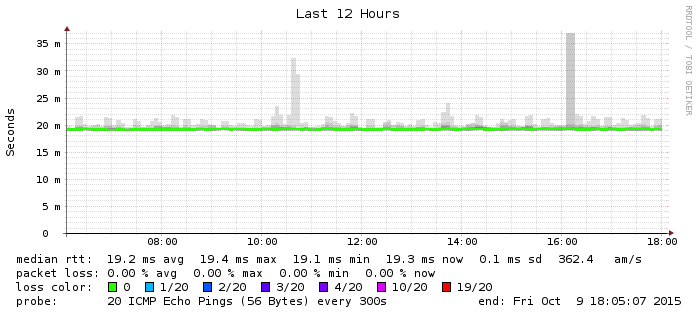 Last 12 Hours
RRDTOOL / TOBI OETIKER
Seconds
35 m
30 m
25 m
20 m
15 m
10 m
5 m
0
08:00 10:00 12:00 14:00 16:00 18:00
median rtt: 19.2 ms avg 19.4 ms max 19.1 ms min 19.3 ms now 0.1 ms sd 362.4 am/s
packet loss: 0.00 % avg 0.00 % max 0.00 % min 0.00 % now
loss color: 0 1/20 2/20 3/20 4/20 10/20 19/20
probe: 20 ICMP Echo Pings (56 Bytes) every 300s end: Fri Oct 9 18:05:07 2015